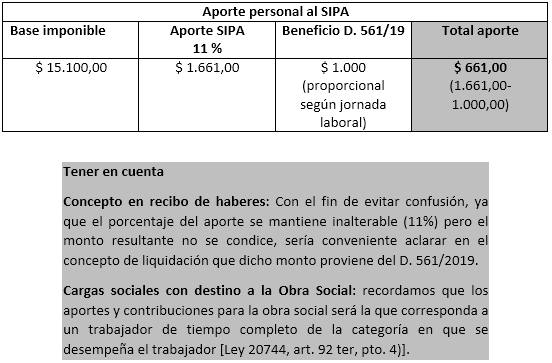 Aporte personal al SIPA
Base imponible
Aporte SIPA
11 %
Beneficio D. 561/19
Total aporte
$ 15.100,00
$ 1.661,00
$ 1.000
(proporcional
según jornada
laboral)
$ 661,00
(1.661,00-
1.000,00)
Tener en cuenta
Concepto en recibo de haberes: Con el fin de evitar confusión, ya
que el porcentaje del aporte se mantiene inalterable (11%) pero el
monto resultante no se condice, sería conveniente aclarar en el
concepto de liquidación que dicho monto proviene del D. 561/2019.
Cargas sociales con destino a la Obra Social: recordamos que los
aportes y contribuciones para la obra social será la que corresponda a
un trabajador de tiempo completo de la categoría en que se
desempeña el trabajador [Ley 20744, art. 92 ter, pto. 4)].